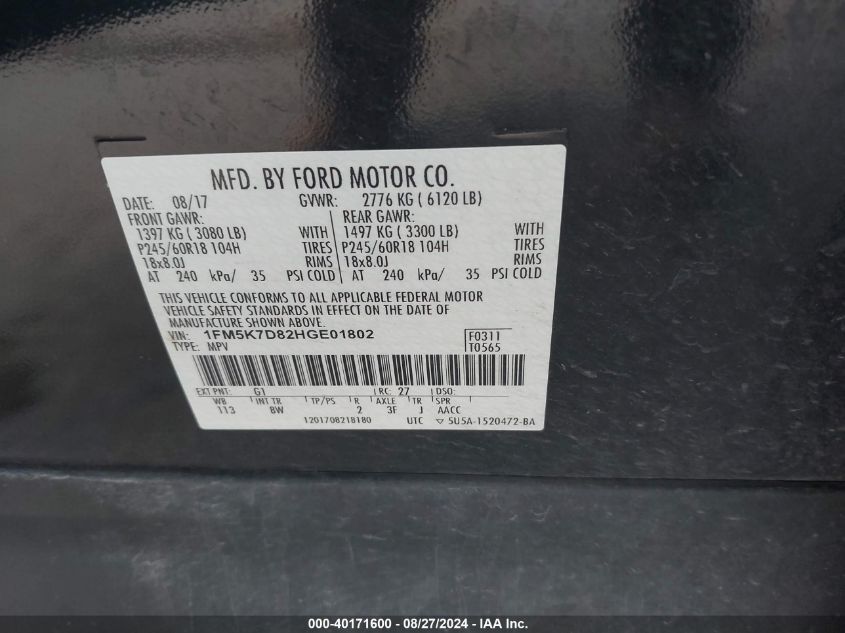 MFD. BY FORD MOTOR CO.
DATE: 08/17 GVWR: 2776 KG ( 6120 LB)
FRONT GAWR: REAR GAWR:
1397 KG ( 3080 LB) WITH 1497 KG ( 3300 LB) WITH
P245/60R18 104H TIRES P245/60R18 104H TIRES
18x8.0J RIMS 18x8.0J RIMS
AT 240 kPa/ 35 PSI COLD AT 240 kPa/ 35 PSI COLD
THIS VEHICLE CONFORMS TO ALL APPLICABLE FEDERAL MOTOR
VEHICLE SAFETY STANDARDS IN EFFECT ON THE DATE OF
MANUFACTURE SHOWN ABOVE.
VIN: 1FM5K7D82HGE01802 F0311
TYPE: MPV T0565
EXT PNT: G1 RC: 27 DSO:
WB INT TR TP/PS R AXLE TR SPR
113 8W 2 3F J AACC
1201708218180 UTC ▽ 5U5A-1520472-BA
000-40171600 - 08/27/2024 - IAA Inc.